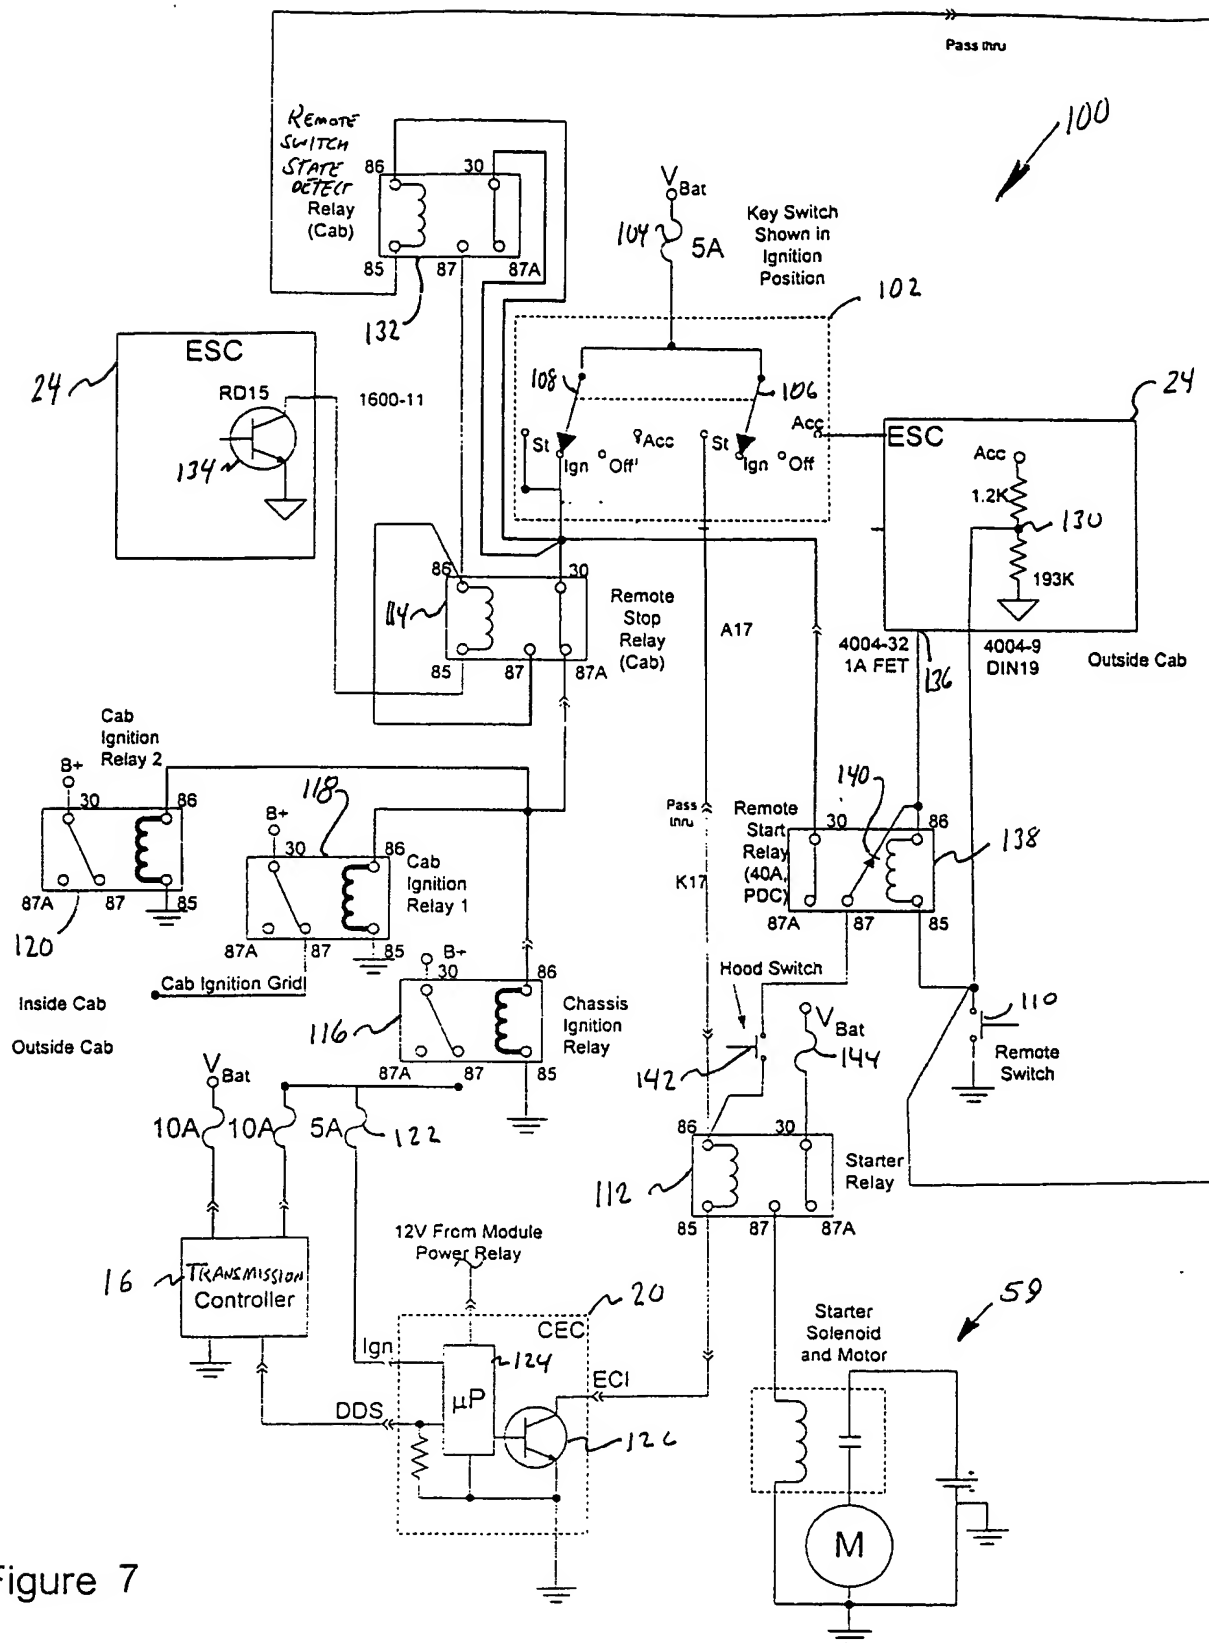 Pass thru
100
REMOTE
SWITCH
STATE
DETECT
Relay
(Cab)
86
30
85
87
87A
132
V Bat
104
5A
Key Switch
Shown in
Ignition
Position
102
108
106
St
Ign
Off
Acc
St
Ign
Off
Acc
24
ESC
RD15
134
1600-11
24
ESC
Acc
1.2K
130
193K
86
30
114
Remote
Stop
Relay
(Cab)
85
87
87A
A17
4004-32
1A FET
136
4004-9
DIN19
Outside Cab
Cab
Ignition
Relay 2
B+
30
86
87A
87
85
120
118
B+
30
86
Cab
Ignition
Relay 1
87A
87
85
Cab Ignition Grid
Inside Cab
Outside Cab
Pass
thru
K17
140
Remote
Start
Relay
(40A,
PDC)
30
86
138
87A
87
85
B+
30
86
116
Chassis
Ignition
Relay
87A
87
85
Hood Switch
142
V Bat
144
110
Remote
Switch
V Bat
10A
10A
5A
122
86
30
112
Starter
Relay
85
87
87A
16
TRANSMISSION
Controller
12V From Module
Power Relay
20
CEC
Ign
124
µP
ECI
DDS
126
Starter
Solenoid
and Motor
59
M
Figure 7